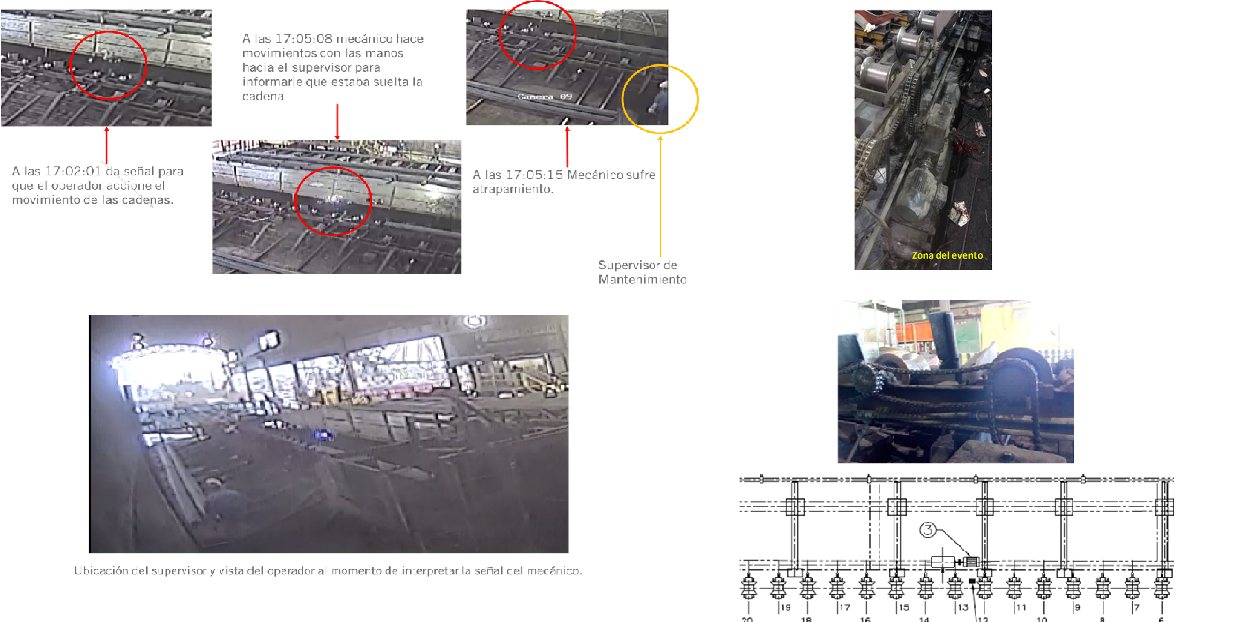 A las 17:05:08 mecánico hace
movimientos con las manos
hacia el supervisor para
informarle que estaba suelta la
cadena
Camera 09
A las 17:02:01 da señal para
que el operador accione el
movimiento de las cadenas.
A las 17:05:15 Mecánico sufre
atrapamiento.
Supervisor de
Mantenimiento
Zona del evento
Ubicación del supervisor y vista del operador al momento de interpretar la señal del mecánico.
3
19 17 15 13 11 9 7
20 18 16 14 12 10 8 6